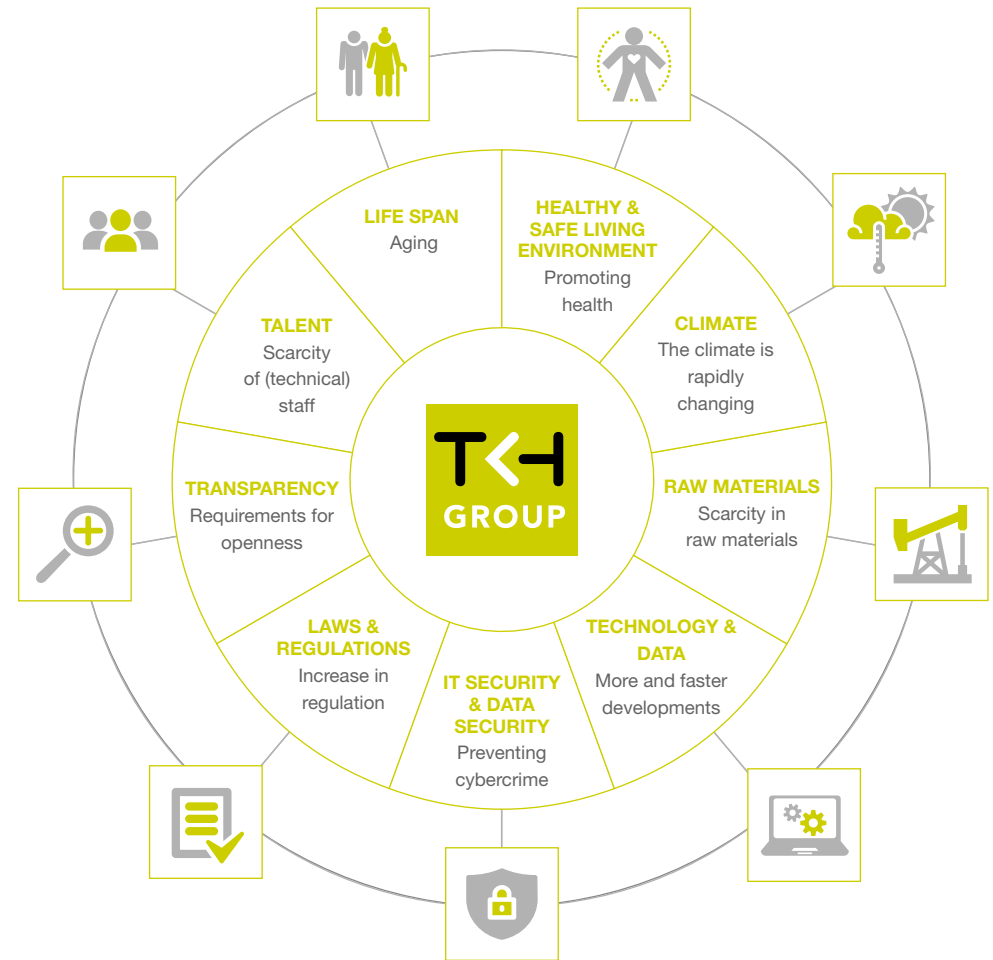 LIFE SPAN
Aging
HEALTHY &
SAFE LIVING
ENVIRONMENT
Promoting
health
CLIMATE
The climate is
rapidly
changing
RAW MATERIALS
Scarcity in
raw materials
TECHNOLOGY &
DATA
More and faster
developments
IT SECURITY
& DATA
SECURITY
Preventing
cybercrime
LAWS &
REGULATIONS
Increase in
regulation
TRANSPARENCY
Requirements for
openness
TALENT
Scarcity
of (technical)
staff
TKH
GROUP